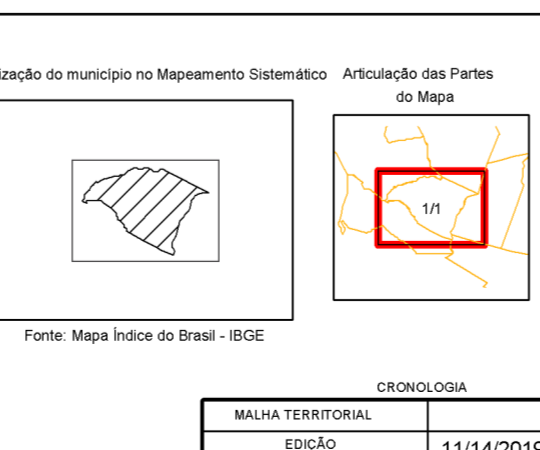 ização do município no Mapeamento Sistemático
Articulação das Partes
do Mapa
1/1
Fonte: Mapa Índice do Brasil - IBGE
CRONOLOGIA
MALHA TERRITORIAL
EDIÇÃO
11/14/2019